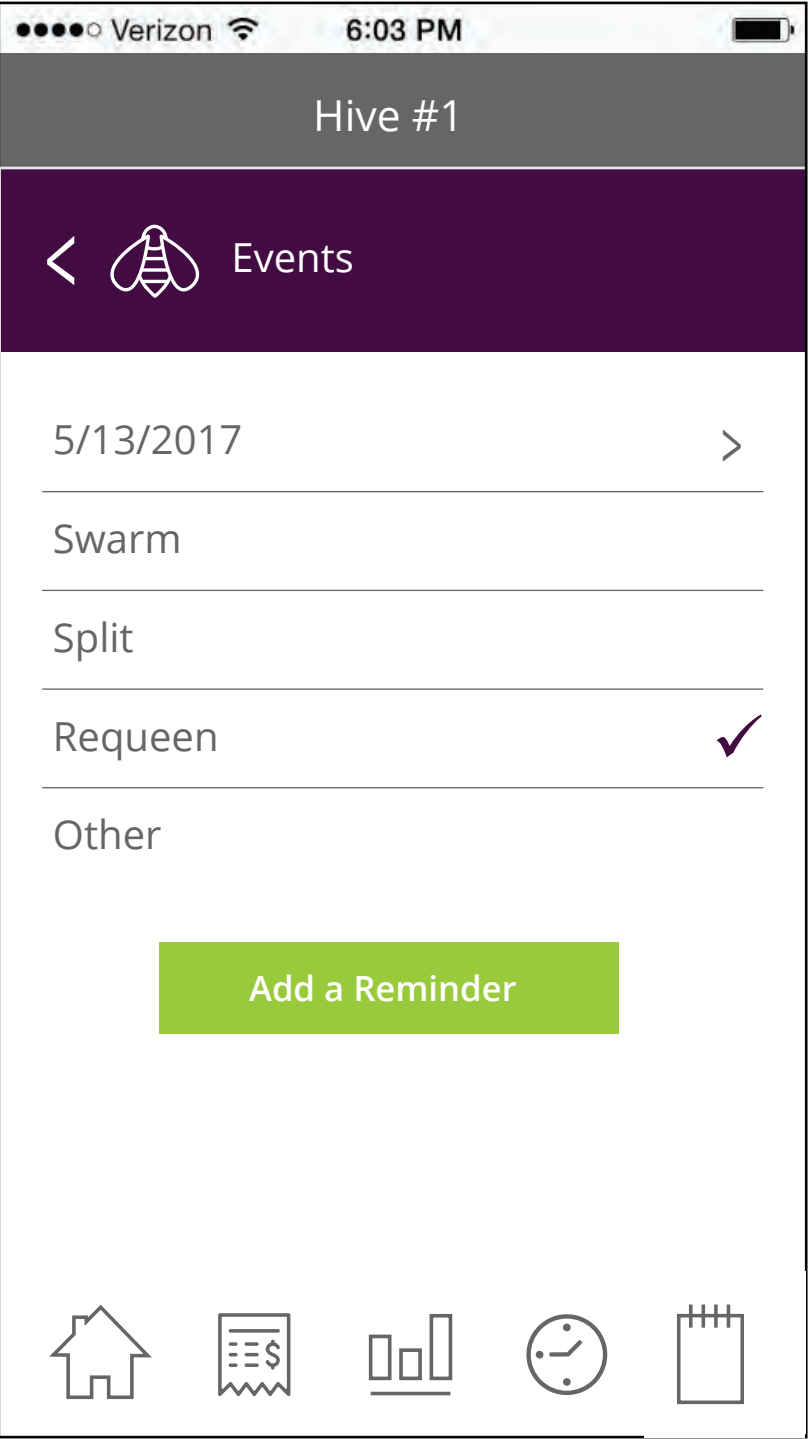 Verizon 6:03 PM
Hive #1
Events
5/13/2017
Swarm
Split
Requeen
Other
Add a Reminder
$